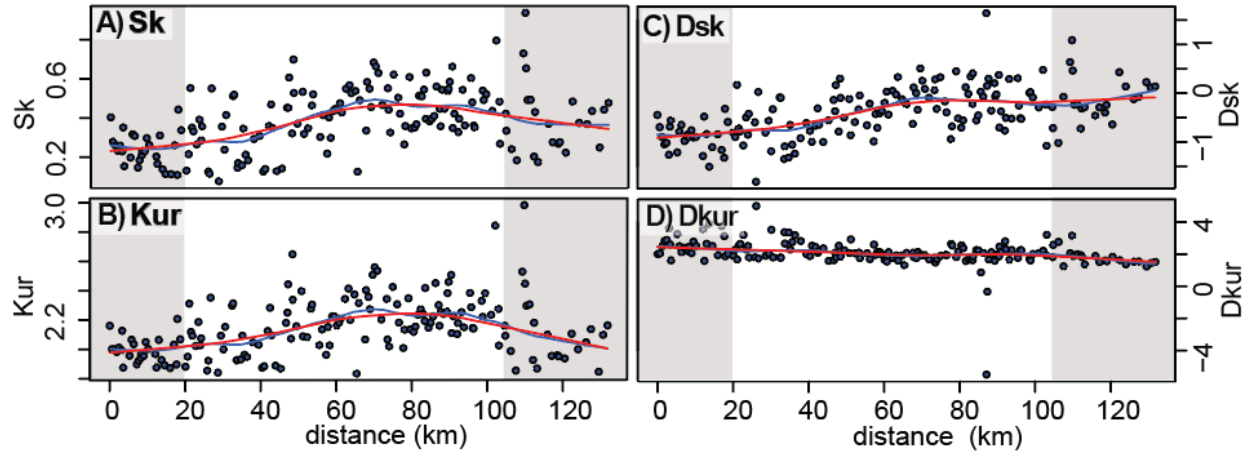 A) Sk
0.6
0.2
Sk
B) Kur
3.0
2.2
Kur
0 20 40 60 80 100 120
distance (km)
C) Dsk
1
0
−1
Dsk
D) Dkur
4
2
0
−4
Dkur
0 20 40 60 80 100 120
distance (km)